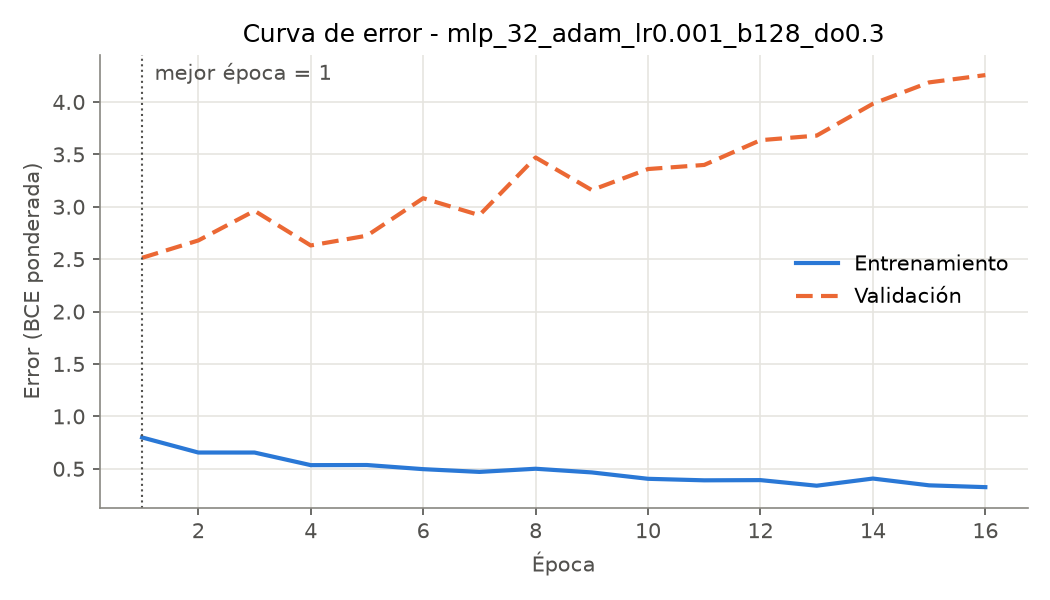 Curva de error - mlp_32_adam_lr0.001_b128_do0.3
mejor época = 1
Error (BCE ponderada)
4.0
3.5
3.0
2.5
2.0
1.5
1.0
0.5
Entrenamiento
Validación
2 4 6 8 10 12 14 16
Época